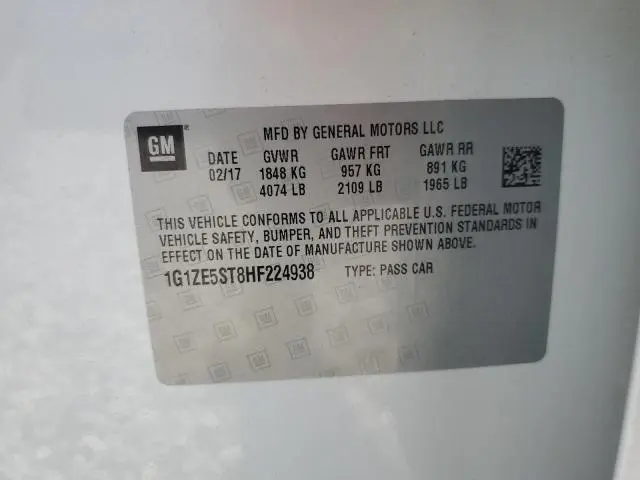 GM
MFD BY GENERAL MOTORS LLC
DATE GVWR GAWR FRT GAWR RR
02/17 1848 KG 957 KG 891 KG
4074 LB 2109 LB 1965 LB
THIS VEHICLE CONFORMS TO ALL APPLICABLE U.S. FEDERAL MOTOR
VEHICLE SAFETY, BUMPER, AND THEFT PREVENTION STANDARDS IN
EFFECT ON THE DATE OF MANUFACTURE SHOWN ABOVE.
1G1ZE5ST8HF224938 TYPE: PASS CAR